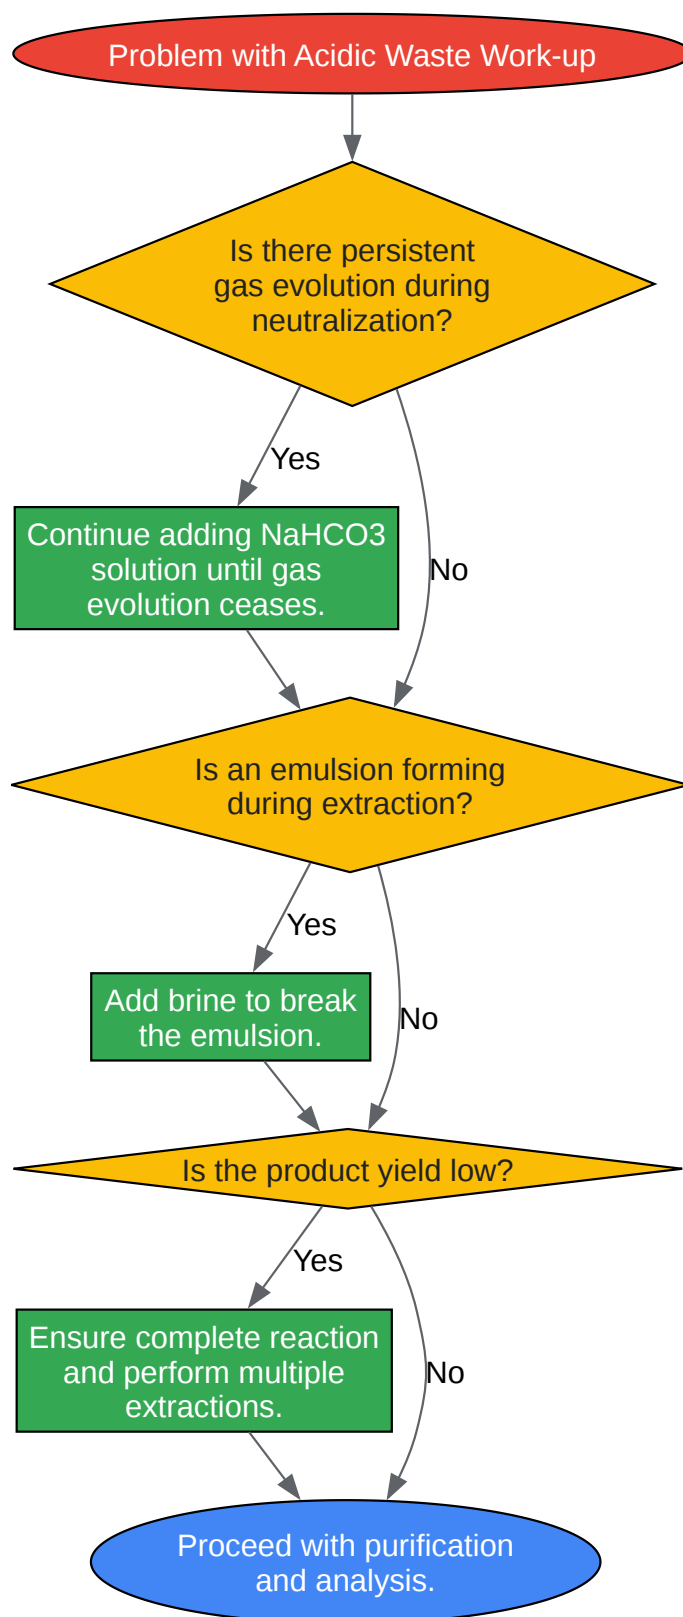 Problem with Acidic Waste Work-up
Is there persistent
gas evolution during
neutralization?
Yes
Continue adding NaHCO3
solution until gas
evolution ceases.
No
Is an emulsion forming
during extraction?
Yes
Add brine to break
the emulsion.
No
Is the product yield low?
Yes
Ensure complete reaction
and perform multiple
extractions.
No
Proceed with purification
and analysis.